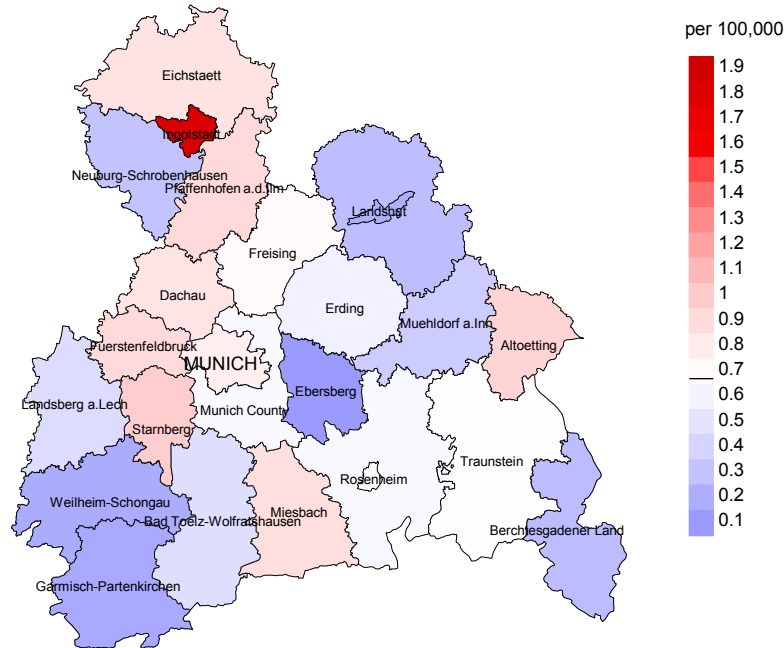 per 100,000
1.9
1.8
1.7
1.6
1.5
1.4
1.3
1.2
1.1
1
0.9
0.8
0.7
0.6
0.5
0.4
0.3
0.2
0.1
Eichstaett
Ingolstadt
Neuburg-Schrobenhausen
Pfaffenhofen a.d.Ilm
Landshut
Freising
Dachau
Erding
Muehldorf a.Inn
Altoetting
Fuerstenfeldbruck
MUNICH
Ebersberg
Landsberg a.Lech
Munich County
Starnberg
Traunstein
Rosenheim
Weilheim-Schongau
Miesbach
Bad Toelz-Wolfratshausen
Berchtesgadener Land
Garmisch-Partenkirchen